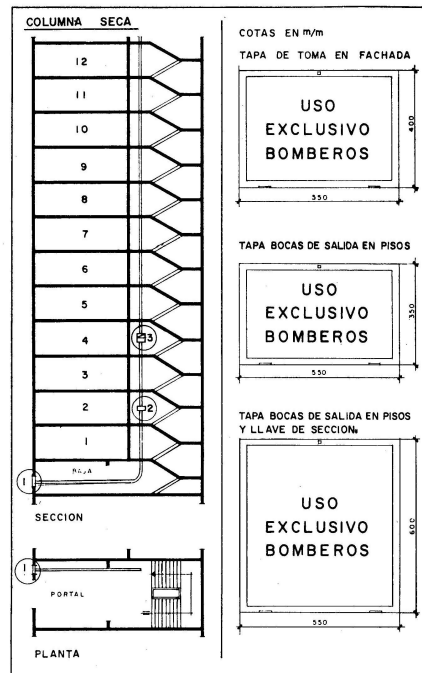 COLUMNA SECA
12
11
10
9
8
7
6
5
4
3
3
2
2
1
BAJA
1
SECCION
1
PORTAL
PLANTA
COTAS EN m/m
TAPA DE TOMA EN FACHADA
USO
EXCLUSIVO
BOMBEROS
400
550
TAPA BOCAS DE SALIDA EN PISOS
USO
EXCLUSIVO
BOMBEROS
350
550
TAPA BOCAS DE SALIDA EN PISOS
Y LLAVE DE SECCION.
USO
EXCLUSIVO
BOMBEROS
600
550